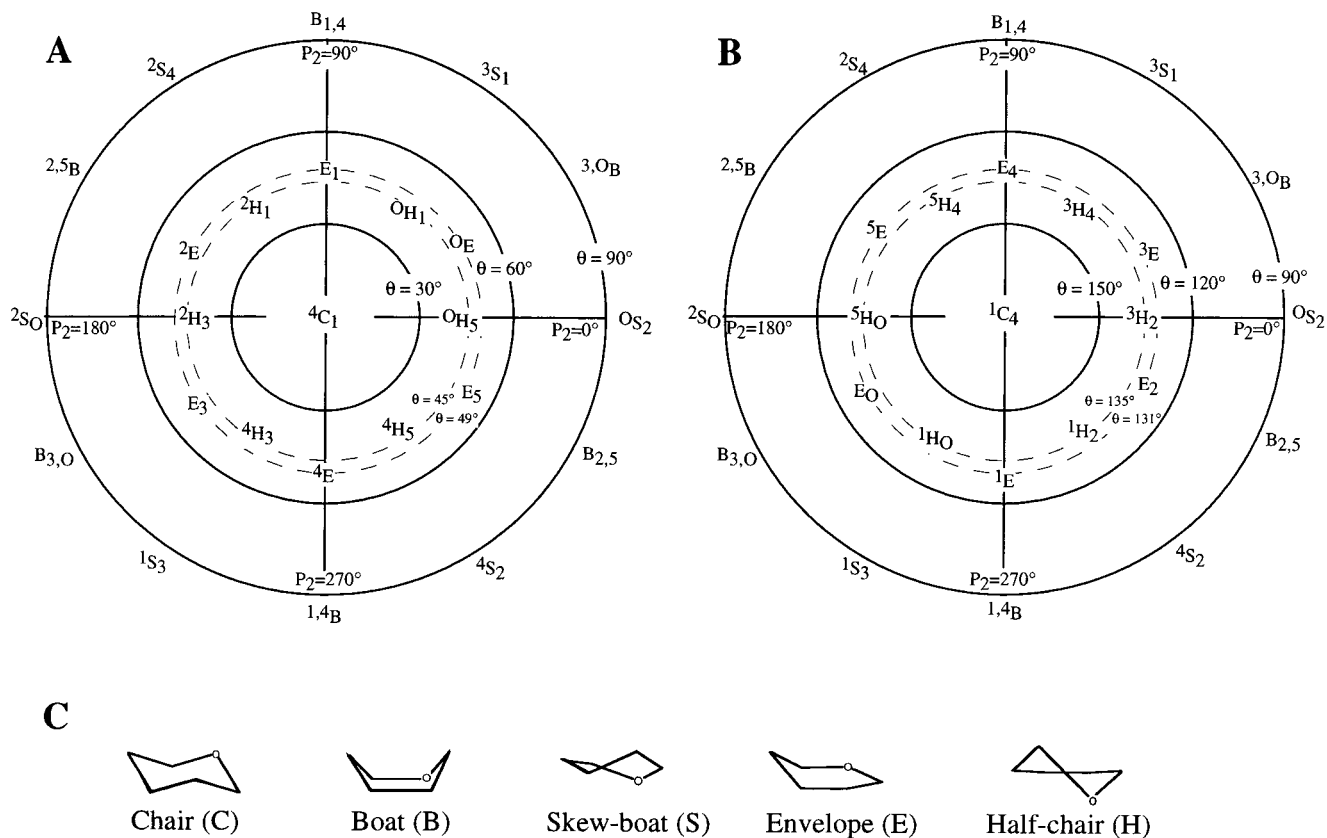 A
B₁,₄
P₂=90°
²S₄
³S₁
²,⁵B
³,ᴼB
E₁
²H₁
ᴼH₁
²E
ᴼE
θ = 90°
θ = 60°
θ = 30°
²Sₒ
P₂=180°
²H₃
⁴C₁
ᴼH₅
P₂=0°
ᴼS₂
E₃
E₅
θ = 45°
θ = 49°
⁴H₃
⁴H₅
⁴E
B₃,ₒ
B₂,₅
¹S₃
⁴S₂
P₂=270°
¹,⁴B
B
B₁,₄
P₂=90°
²S₄
³S₁
²,⁵B
³,ᴼB
E₄
⁵H₄
³H₄
⁵E
³E
θ = 90°
θ = 120°
θ = 150°
²Sₒ
P₂=180°
⁵Hₒ
¹C₄
³H₂
P₂=0°
ᴼS₂
Eₒ
E₂
θ = 135°
θ = 131°
¹Hₒ
¹H₂
¹E
B₃,ₒ
B₂,₅
¹S₃
⁴S₂
P₂=270°
¹,⁴B
C
O
O
O
O
O
Chair (C) Boat (B) Skew-boat (S) Envelope (E) Half-chair (H)